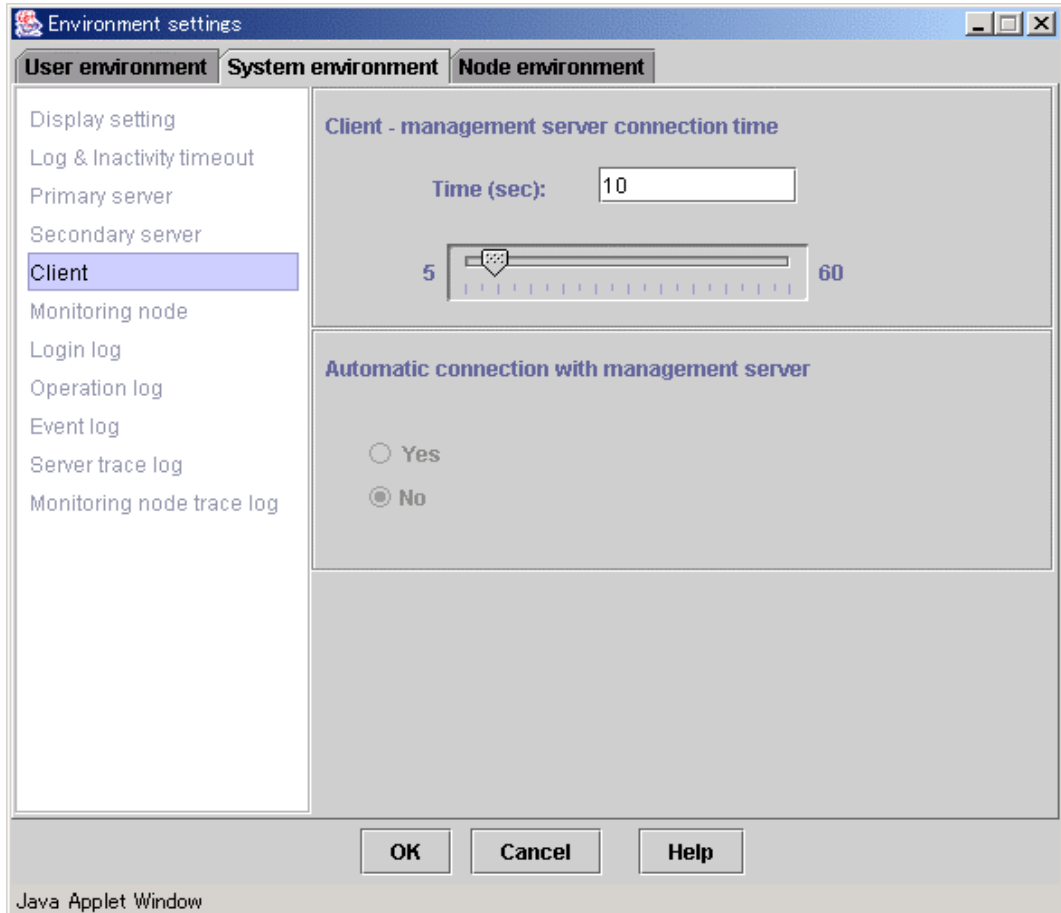 Environment settings
User environment System environment Node environment
Display setting
Log & Inactivity timeout
Primary server
Secondary server
Client
Monitoring node
Login log
Operation log
Event log
Server trace log
Monitoring node trace log
Client - management server connection time
Time (sec): 10
5 60
Automatic connection with management server
Yes
No
OK Cancel Help
Java Applet Window